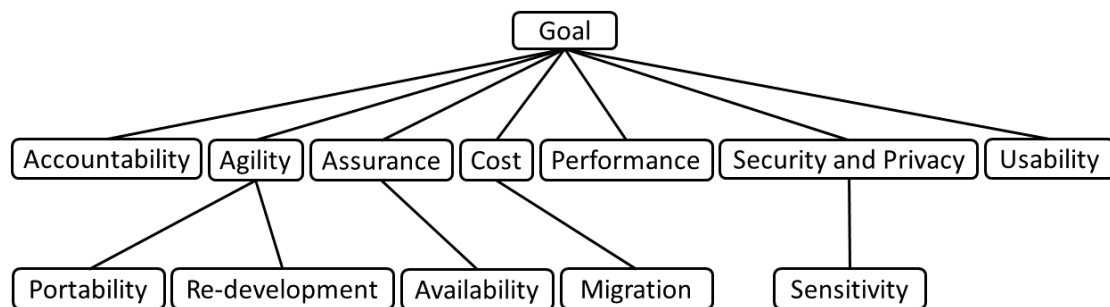 Goal
Accountability
Agility
Assurance
Cost
Performance
Security and Privacy
Usability
Portability
Re-development
Availability
Migration
Sensitivity